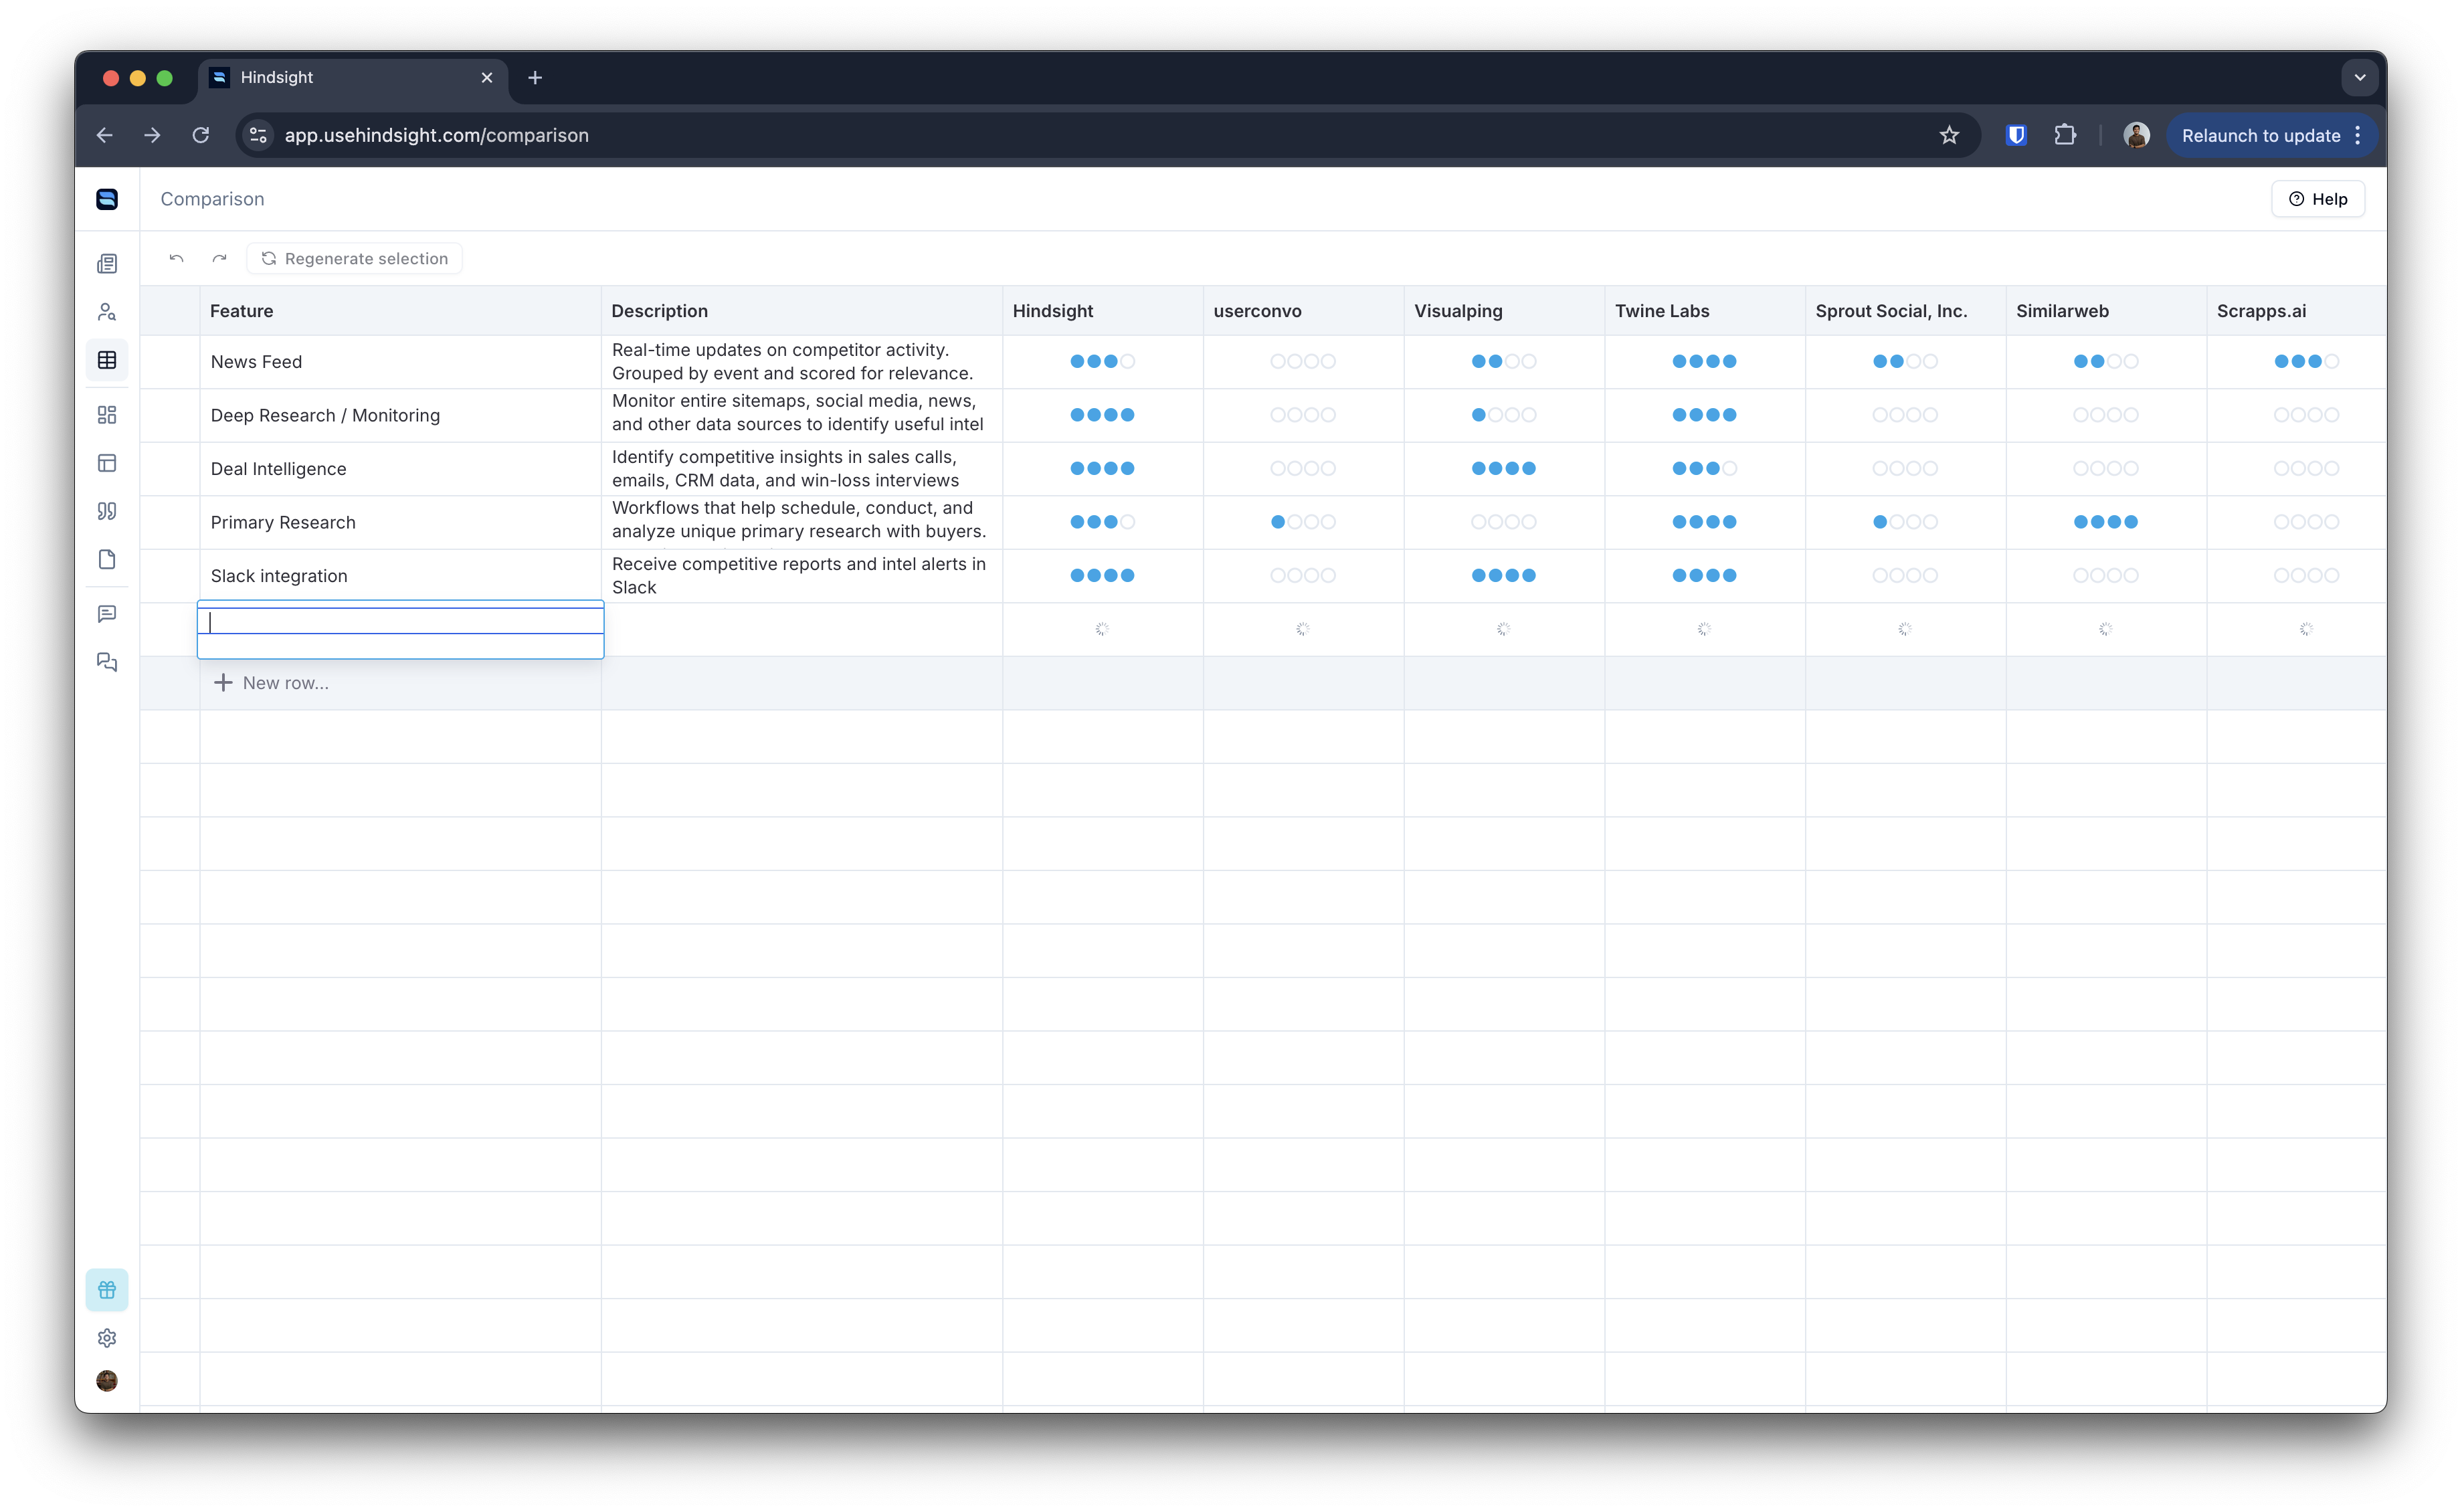 Hindsight
app.usehindsight.com/comparison
Relaunch to update
Comparison
Help
Regenerate selection
Feature
Description
Hindsight
userconvo
Visualping
Twine Labs
Sprout Social, Inc.
Similarweb
Scrapps.ai
News Feed
Real-time updates on competitor activity.
Grouped by event and scored for relevance.
Deep Research / Monitoring
Monitor entire sitemaps, social media, news,
and other data sources to identify useful intel
Deal Intelligence
Identify competitive insights in sales calls,
emails, CRM data, and win-loss interviews
Primary Research
Workflows that help schedule, conduct, and
analyze unique primary research with buyers.
Slack integration
Receive competitive reports and intel alerts in
Slack
New row...